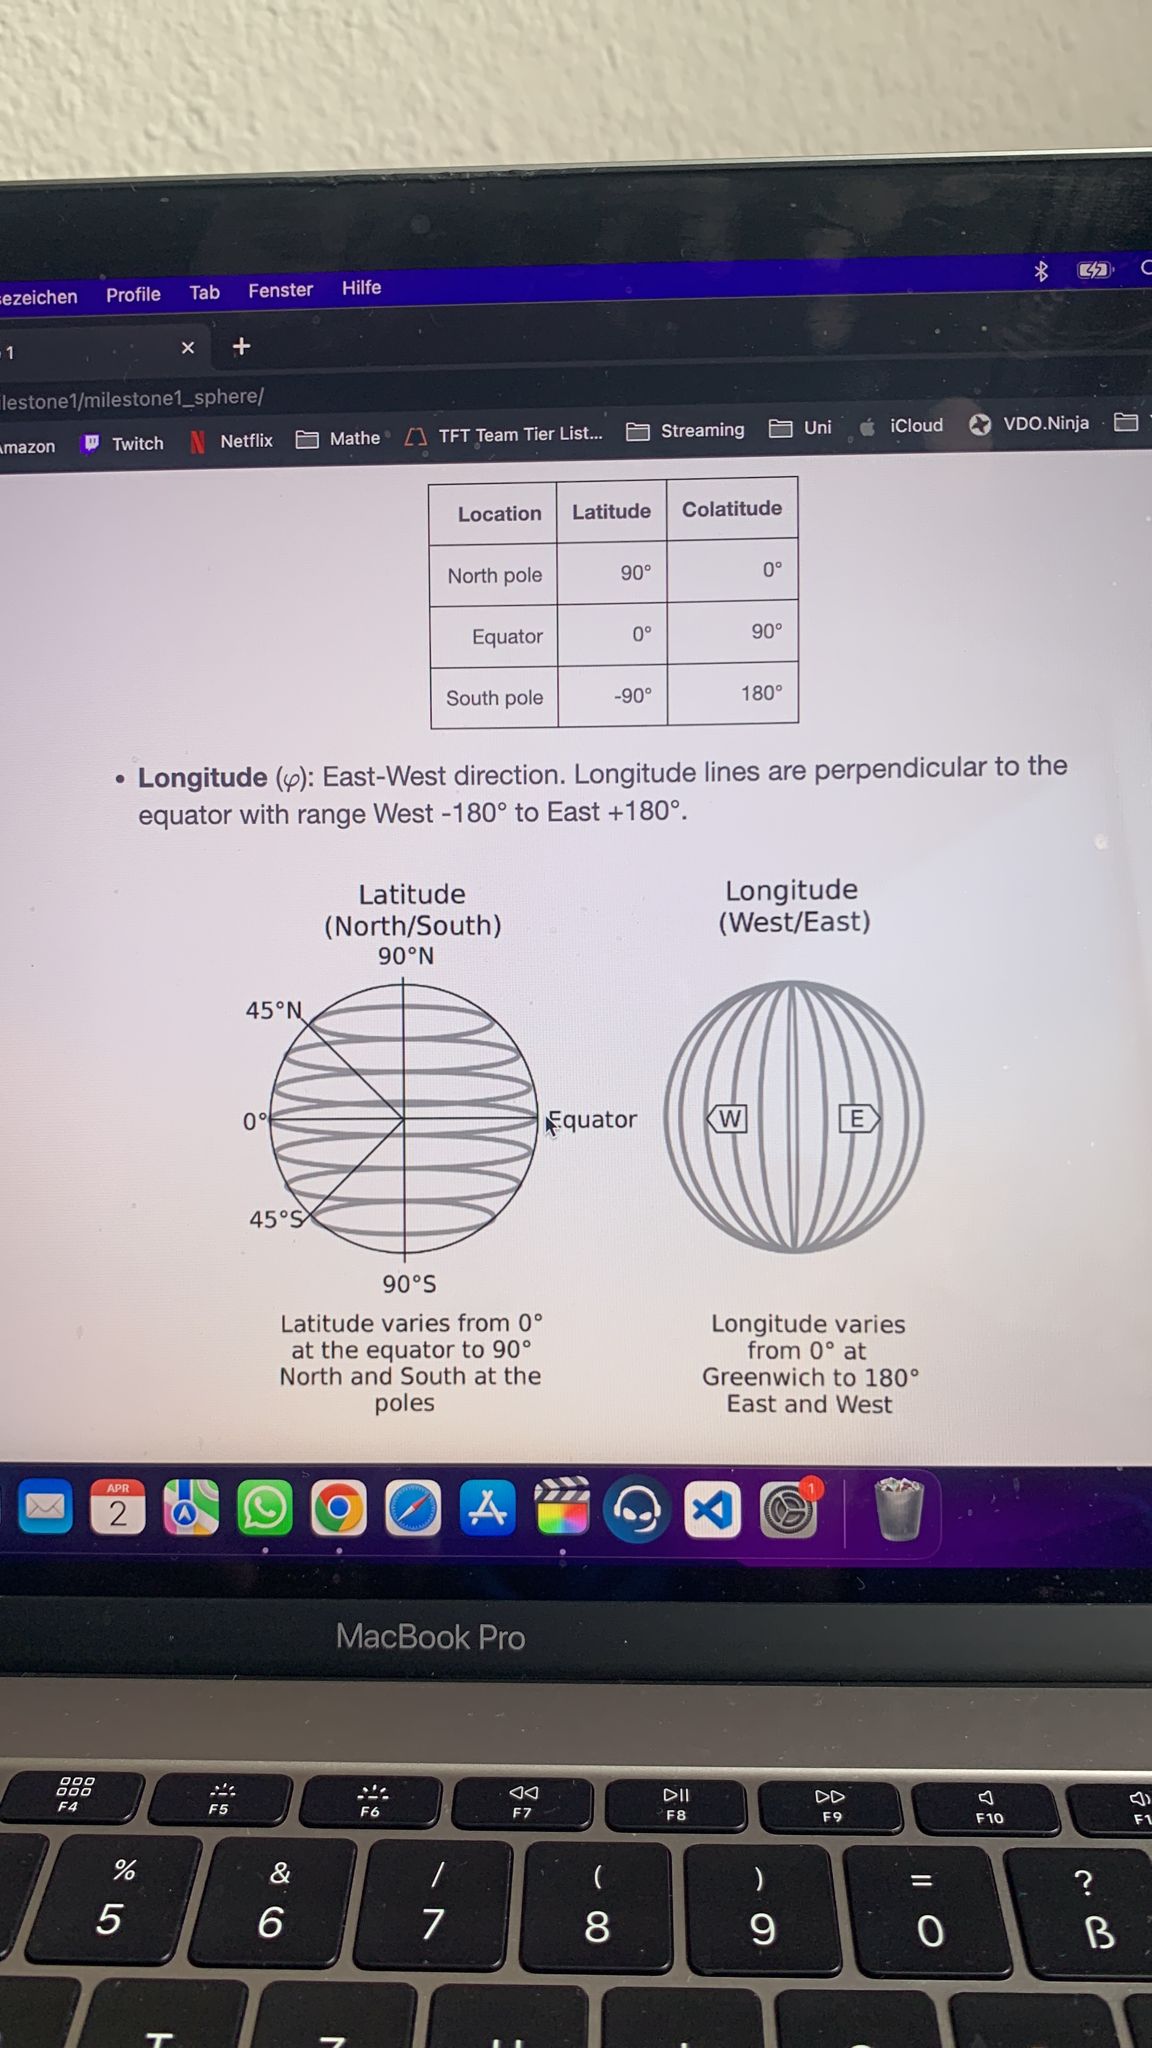 Profile Tab Fenster Hilfe
1 × +
milestone1_sphere/
Twitch Netflix Mathe TFT Team Tier List... Streaming Uni iCloud VDO.Ninja
Location Latitude Colatitude
North pole 90° 0°
Equator 0° 90°
South pole -90° 180°
• Longitude (φ): East-West direction. Longitude lines are perpendicular to the
equator with range West -180° to East +180°.
Latitude
(North/South)
90°N
45°N
0°
Equator
45°S
90°S
Latitude varies from 0°
at the equator to 90°
North and South at the
poles
Longitude
(West/East)
W E
Longitude varies
from 0° at
Greenwich to 180°
East and West
APR
2
1
MacBook Pro
F4 F5 F6 F7 F8 F9 F10
% & / ( ) = ?
5 6 7 8 9 0 ß